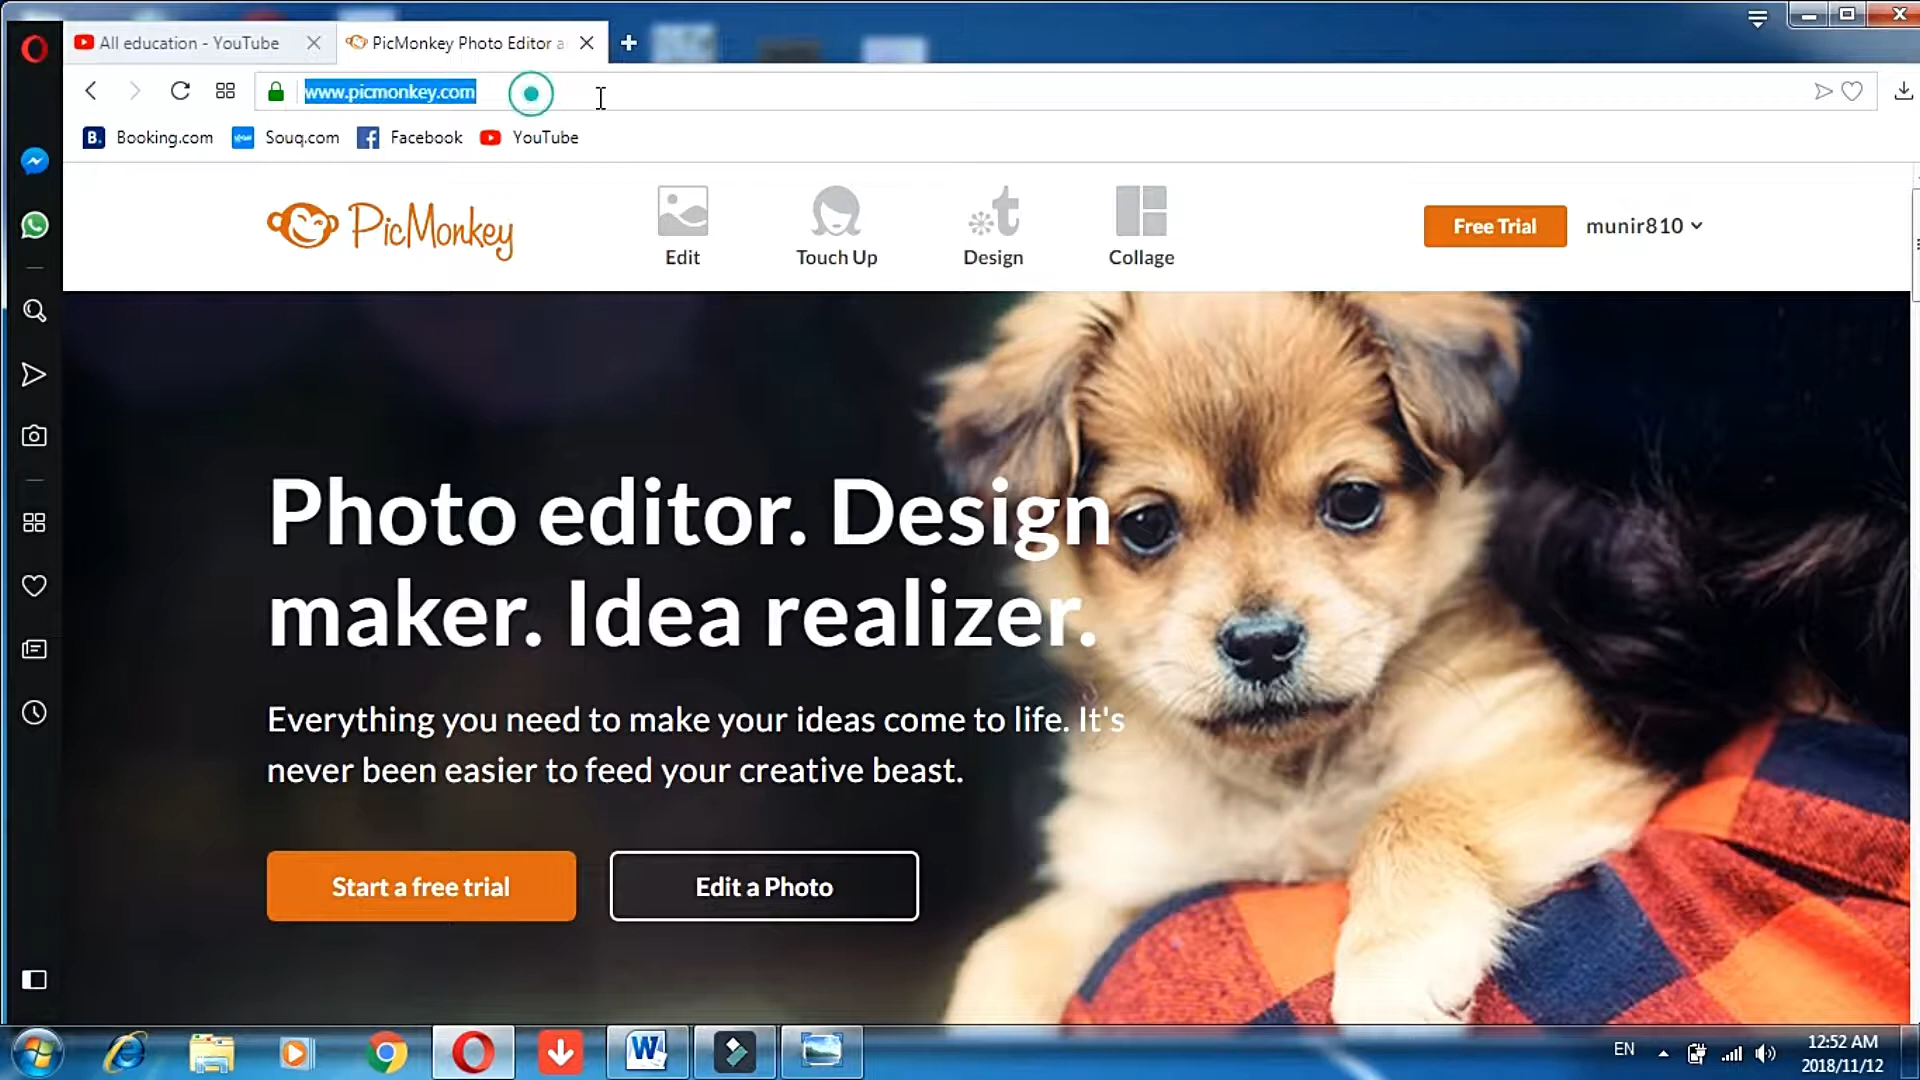 All education - YouTube
PicMonkey Photo Editor a
www.picmonkey.com
B. Booking.com
Souq.com
Facebook
YouTube
PicMonkey
Edit
Touch Up
Design
Collage
Free Trial
munir810
Photo editor. Design
maker. Idea realizer.
Everything you need to make your ideas come to life. It's
never been easier to feed your creative beast.
Start a free trial
Edit a Photo
EN
12:52 AM
2018/11/12